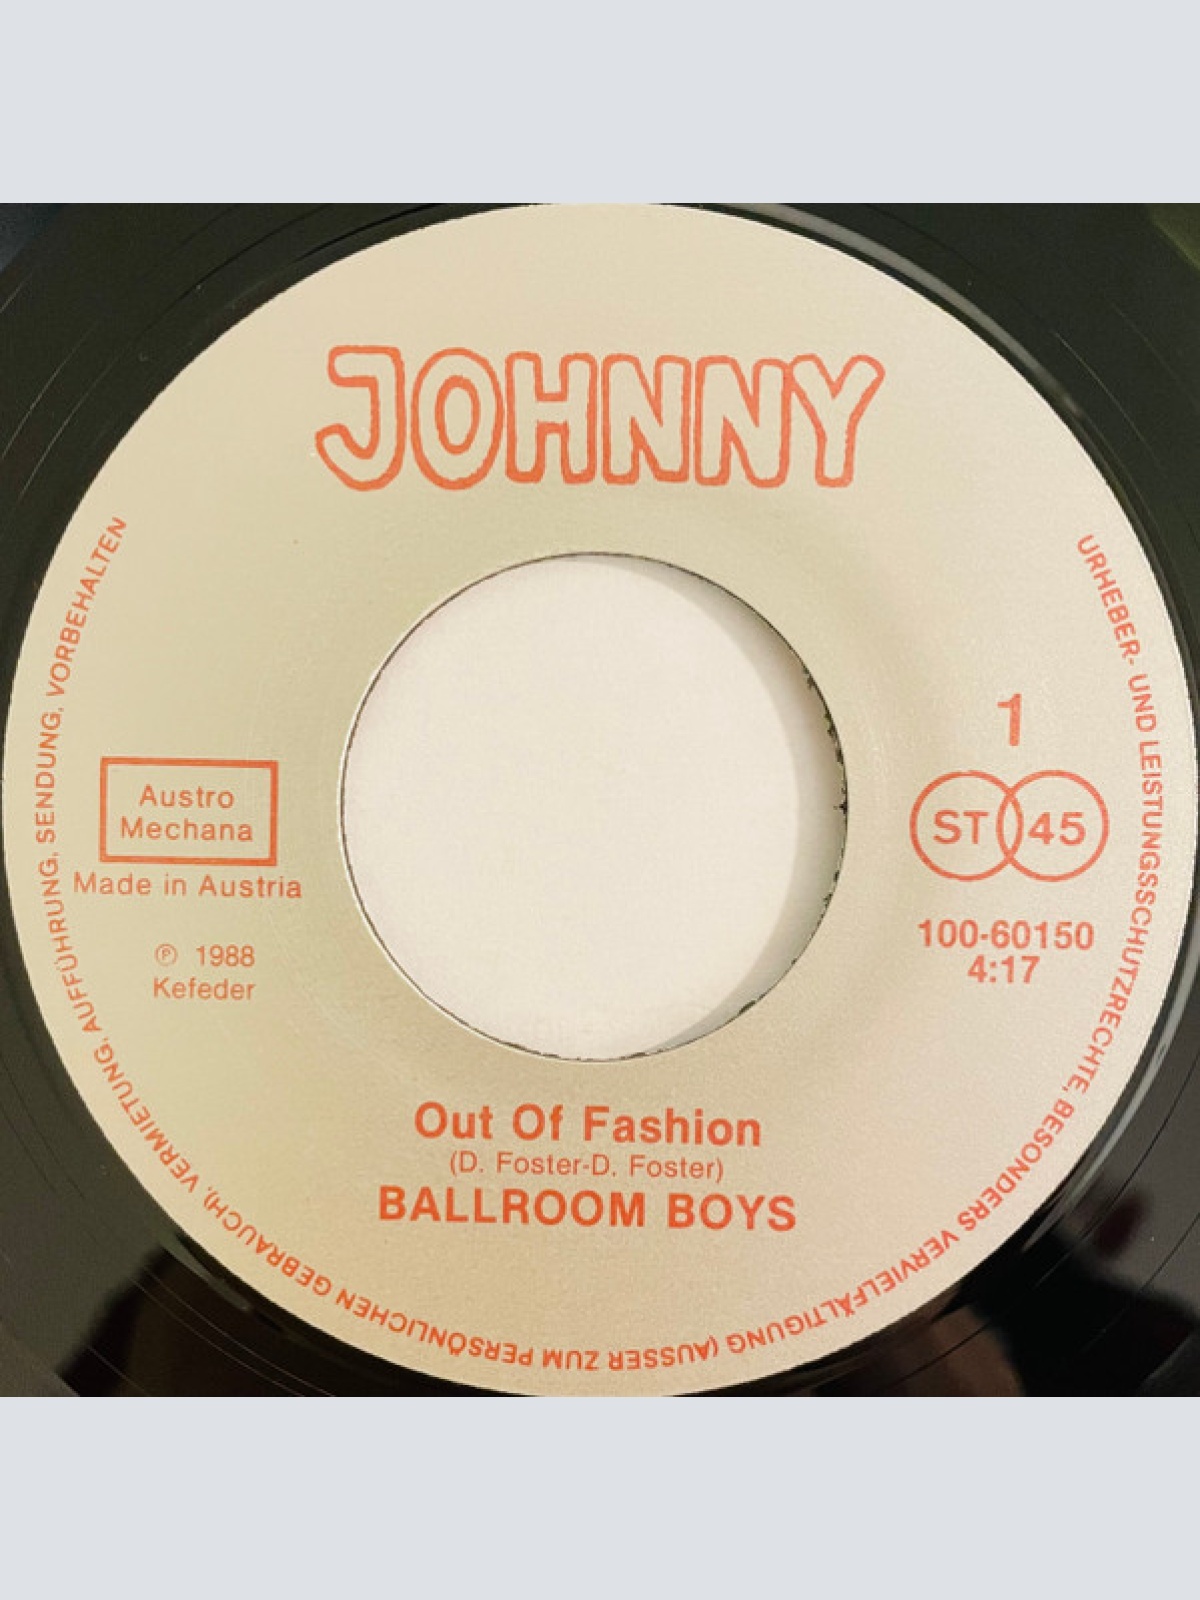 JOHNNY
URHEBER- UND LEISTUNGSSCHUTZRECHTE, BESONDERS VERVIELFÄLTIGUNG (AUSSER ZUM PERSÖNLICHEN GEBRAUCH), VERMIETUNG, AUFFÜHRUNG, SENDUNG, VORBEHALTEN
1
Austro
Mechana
ST 45
Made in Austria
100-60150
℗ 1988
4:17
Kefeder
Out Of Fashion
(D. Foster-D. Foster)
BALLROOM BOYS